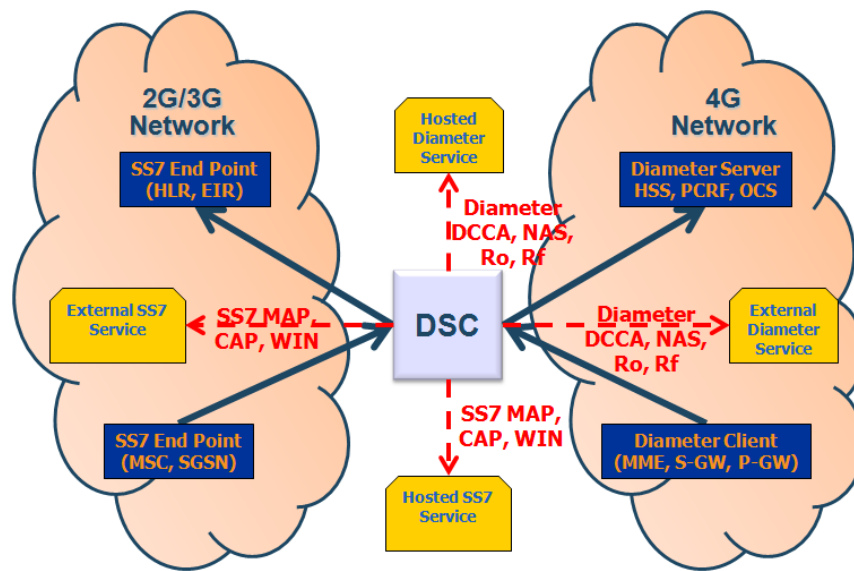 2G/3G
Network
SS7 End Point
(HLR, EIR)
External SS7
Service
SS7 MAP,
CAP, WIN
SS7 End Point
(MSC, SGSN)
Hosted
Diameter
Service
Diameter
DCCA, NAS,
Ro, Rf
DSC
SS7 MAP,
CAP, WIN
Hosted SS7
Service
4G
Network
Diameter Server
HSS, PCRF, OCS
Diameter
DCCA, NAS,
Ro, Rf
External
Diameter
Service
Diameter Client
(MME, S-GW, P-GW)